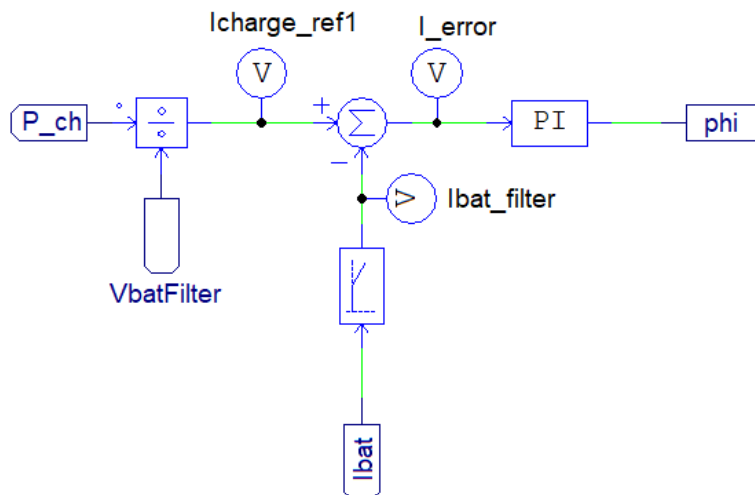 Icharge_ref1
I_error
V
V
P_ch
PI
phi
V
Ibat_filter
VbatFilter
Ibat